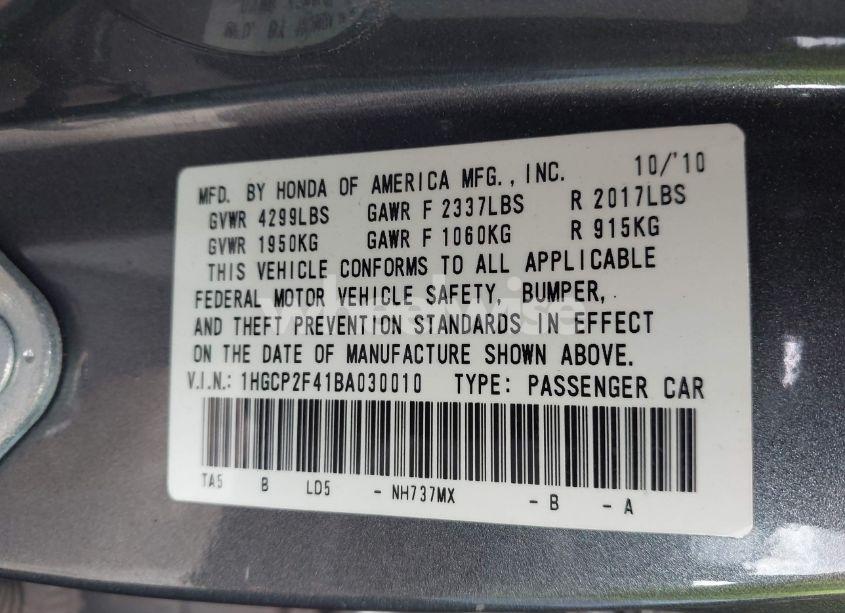 MFD. BY HONDA OF AMERICA MFG., INC. 10/'10
GVWR 4299LBS GAWR F 2337LBS R 2017LBS
GVWR 1950KG GAWR F 1060KG R 915KG
THIS VEHICLE CONFORMS TO ALL APPLICABLE
FEDERAL MOTOR VEHICLE SAFETY, BUMPER,
AND THEFT PREVENTION STANDARDS IN EFFECT
ON THE DATE OF MANUFACTURE SHOWN ABOVE.
V.I.N.: 1HGCP2F41BA030010 TYPE: PASSENGER CAR
TA5 B LD5 - NH737MX - B - A